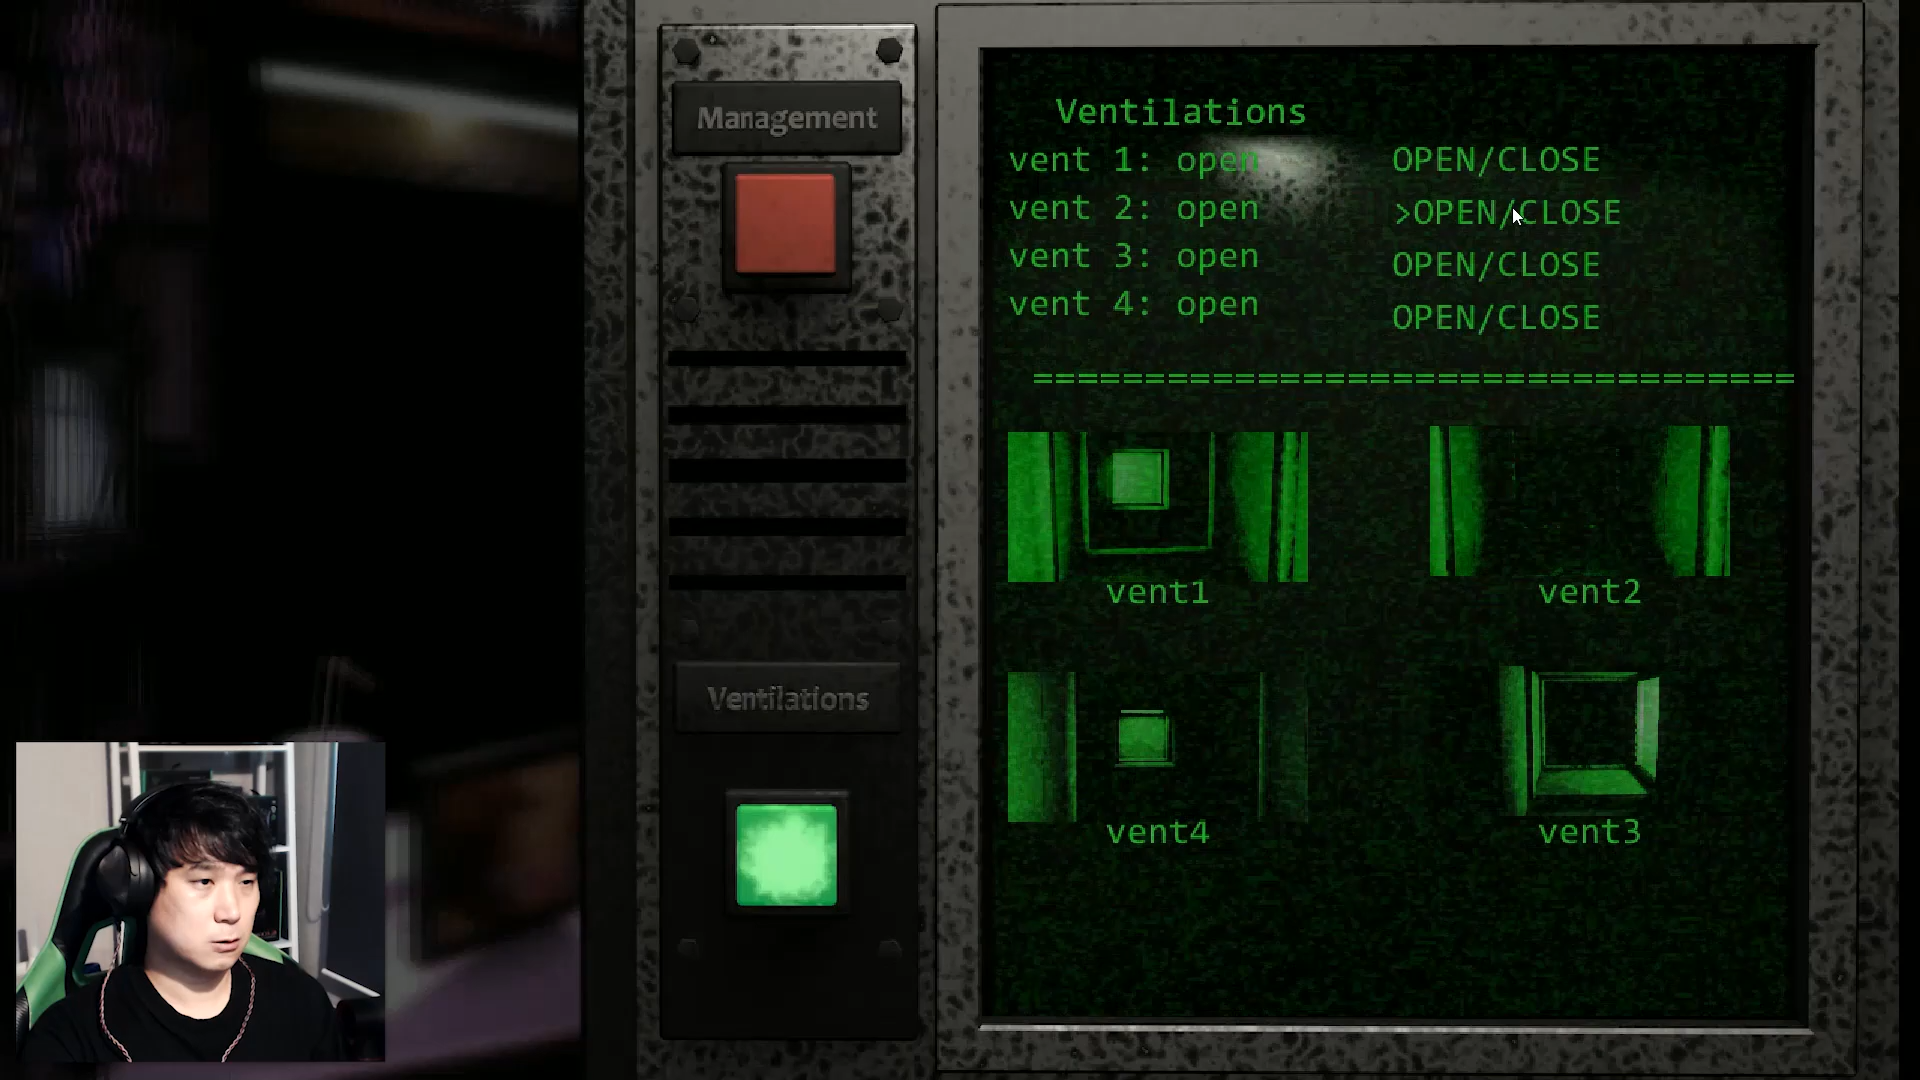 Management
Ventilations
Ventilations
vent 1: open OPEN/CLOSE
vent 2: open >OPEN/CLOSE
vent 3: open OPEN/CLOSE
vent 4: open OPEN/CLOSE
==================================
vent1 vent2
vent4 vent3